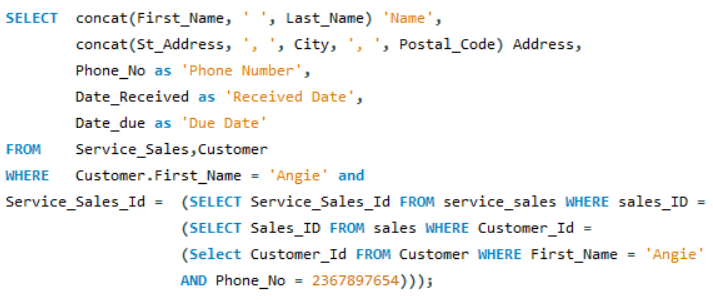 SELECT concat(First_Name, ' ', Last_Name) 'Name',
concat(St_Address, ', ', City, ', ', Postal_Code) Address,
Phone_No as 'Phone Number',
Date_Received as 'Received Date',
Date_due as 'Due Date'
FROM Service_Sales,Customer
WHERE Customer.First_Name = 'Angie' and
Service_Sales_Id = (SELECT Service_Sales_Id FROM service_sales WHERE sales_ID =
(SELECT Sales_ID FROM sales WHERE Customer_Id =
(Select Customer_Id FROM Customer WHERE First_Name = 'Angie'
AND Phone_No = 2367897654)));